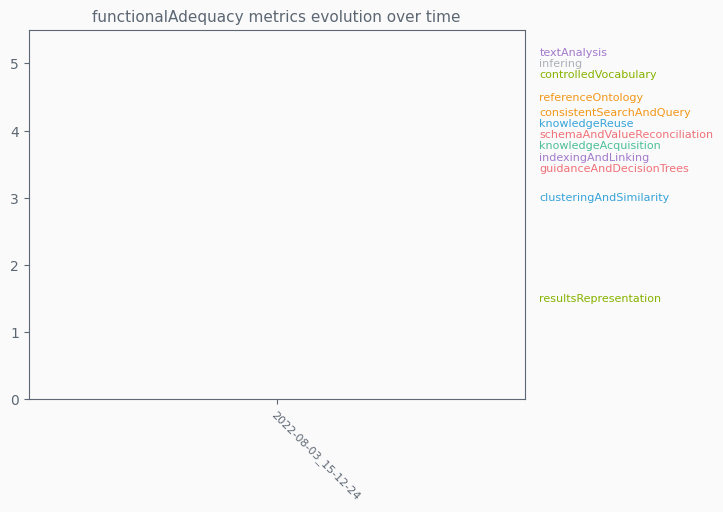 functionalAdequacy metrics evolution over time
5
4
3
2
1
0
2022-08-03_15-12-24
textAnalysis
infering
controlledVocabulary
referenceOntology
consistentSearchAndQuery
knowledgeReuse
schemaAndValueReconciliation
knowledgeAcquisition
indexingAndLinking
guidanceAndDecisionTrees
clusteringAndSimilarity
resultsRepresentation